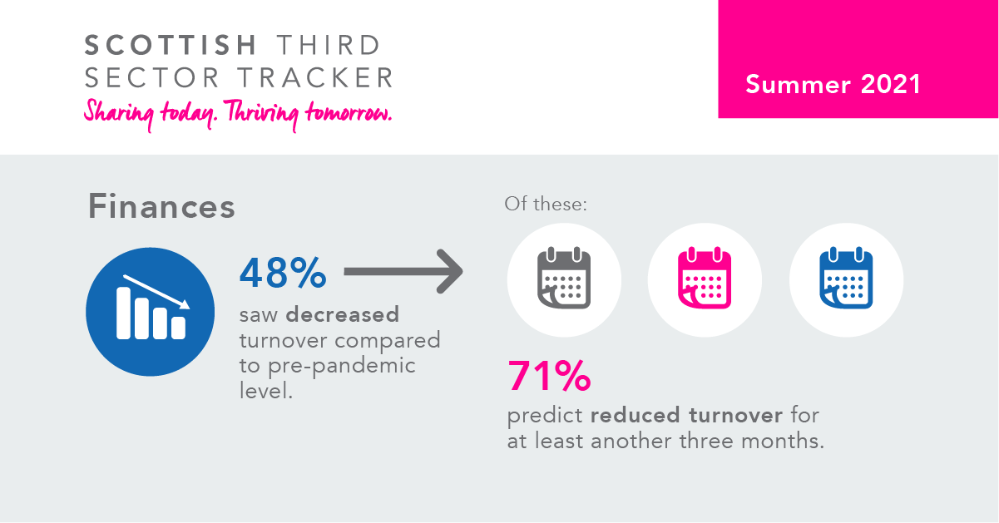 SCOTTISH THIRD
SECTOR TRACKER
Sharing today. Thriving tomorrow.
Summer 2021
Finances
48%
saw decreased
turnover compared
to pre-pandemic
level.
Of these:
71%
predict reduced turnover for
at least another three months.